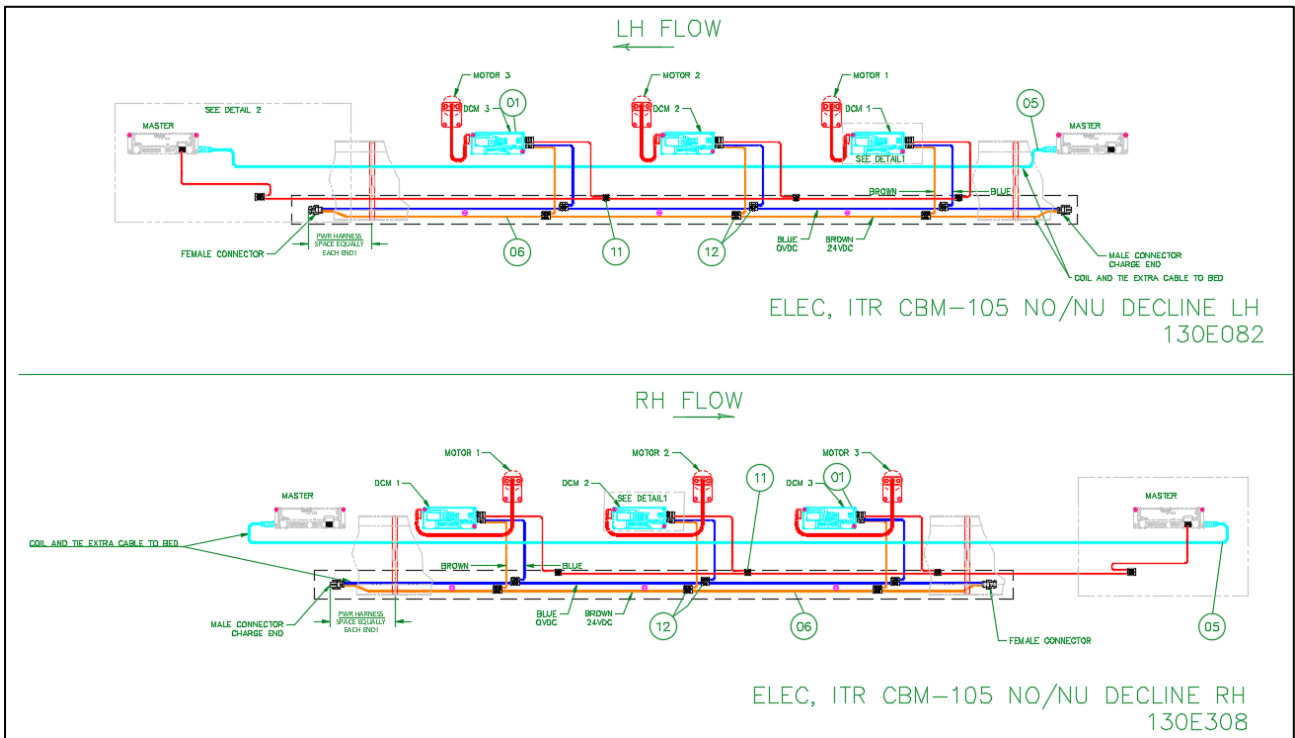 LH FLOW
MOTOR 3
MOTOR 2
MOTOR 1
SEE DETAIL 2
DCM 3
01
DCM 2
DCM 1
05
MASTER
MASTER
SEE DETAIL1
BROWN
BLUE
PWR HARNESS
SPACE EQUALLY
EACH END!
FEMALE CONNECTOR
06
11
12
BLUE
0VDC
BROWN
24VDC
MALE CONNECTOR
CHARGE END
COIL AND TIE EXTRA CABLE TO BED
ELEC, ITR CBM-105 NO/NU DECLINE LH
130E082
RH FLOW
MOTOR 1
MOTOR 2
MOTOR 3
DCM 1
DCM 2
SEE DETAIL1
11
DCM 3
01
MASTER
MASTER
COIL AND TIE EXTRA CABLE TO BED
BROWN
BLUE
MALE CONNECTOR
CHARGE END
PWR HARNESS
SPACE EQUALLY
EACH END!
BLUE
0VDC
BROWN
24VDC
12
06
FEMALE CONNECTOR
05
ELEC, ITR CBM-105 NO/NU DECLINE RH
130E308